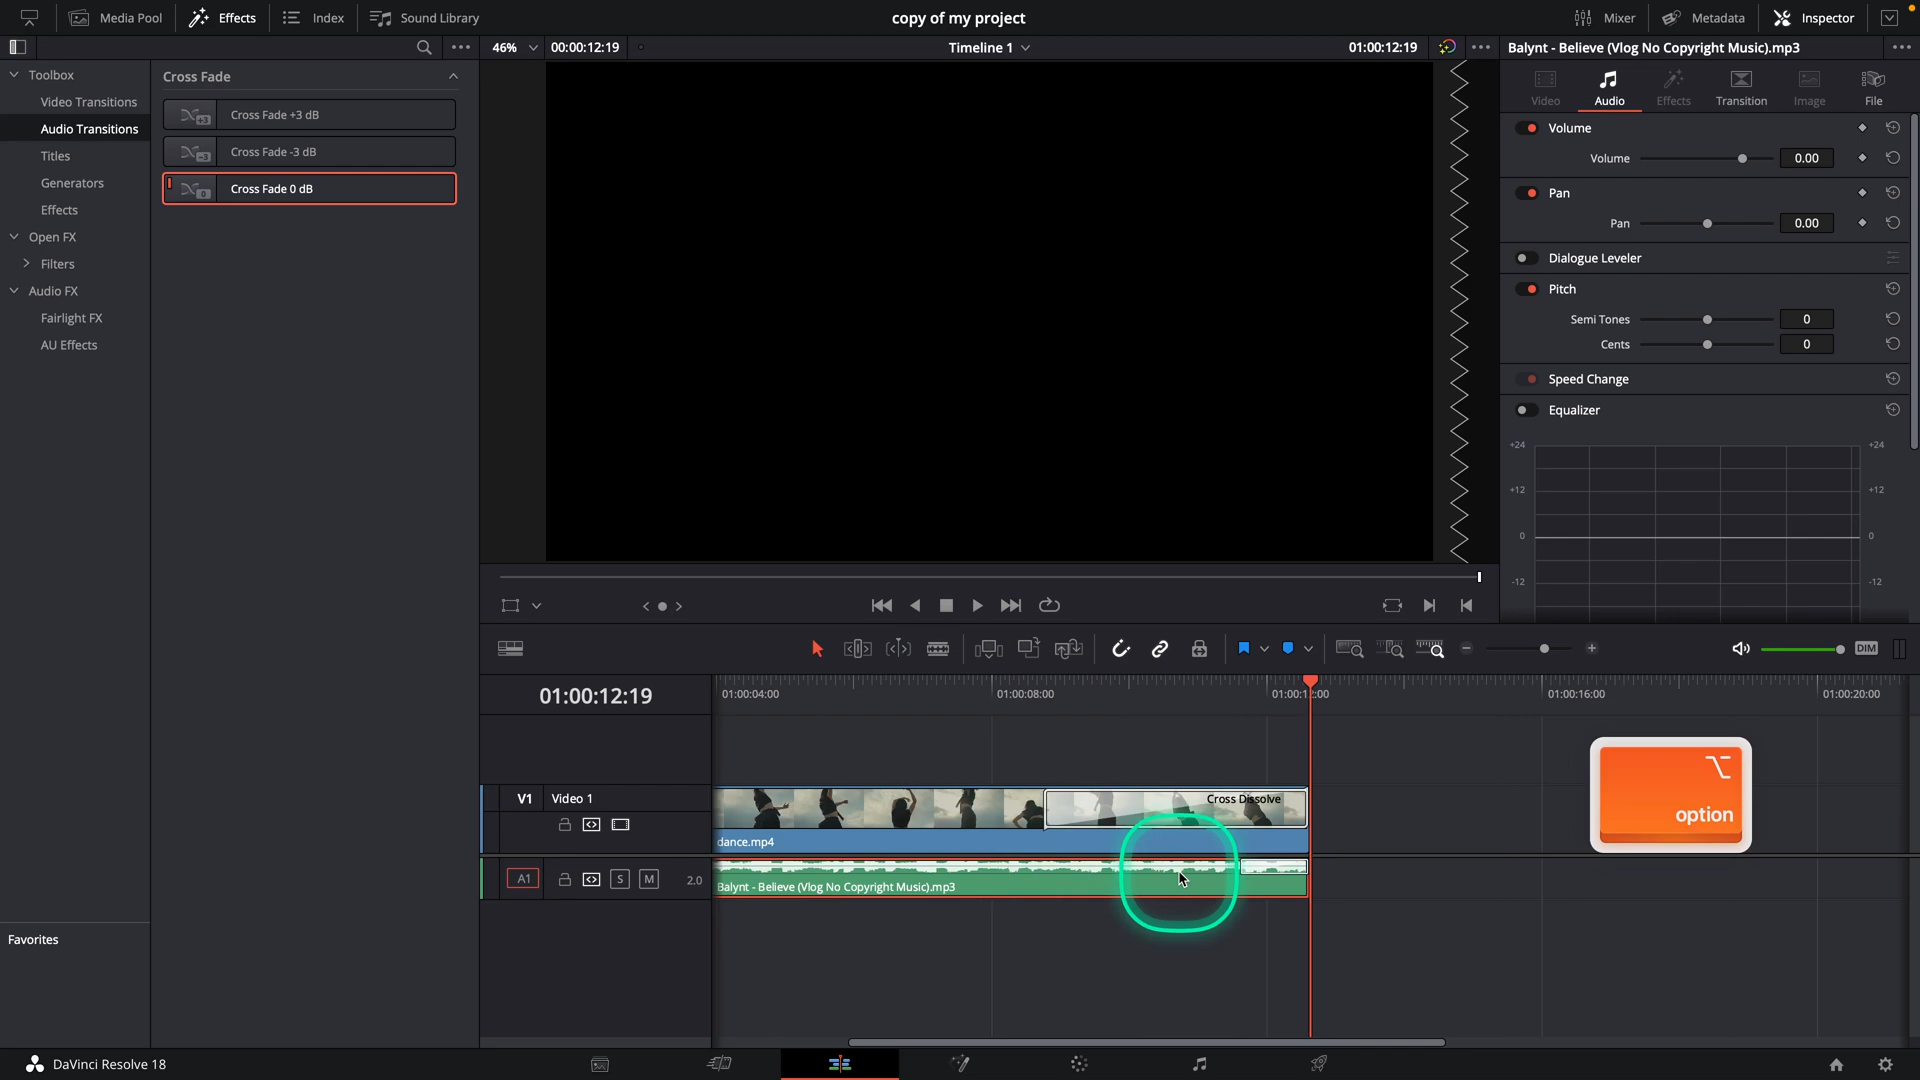 Media Pool
Effects
Index
Sound Library
copy of my project
Mixer
Metadata
Inspector
46%
00:00:12:19
Timeline 1
01:00:12:19
Balynt - Believe (Vlog No Copyright Music).mp3
Toolbox
Video Transitions
Audio Transitions
Titles
Generators
Effects
Open FX
Filters
Audio FX
Fairlight FX
AU Effects
Favorites
Cross Fade
+3
Cross Fade +3 dB
-3
Cross Fade -3 dB
0
Cross Fade 0 dB
Video
Audio
Effects
Transition
Image
File
Volume
Volume
0.00
Pan
Pan
0.00
Dialogue Leveler
Pitch
Semi Tones
0
Cents
0
Speed Change
Equalizer
+24
+24
+12
+12
0
0
-12
-12
DIM
01:00:12:19
01:00:04:00
01:00:08:00
01:00:12:00
01:00:16:00
01:00:20:00
V1
Video 1
Cross Dissolve
dance.mp4
A1
S
M
2.0
Balynt - Believe (Vlog No Copyright Music).mp3
option
DaVinci Resolve 18